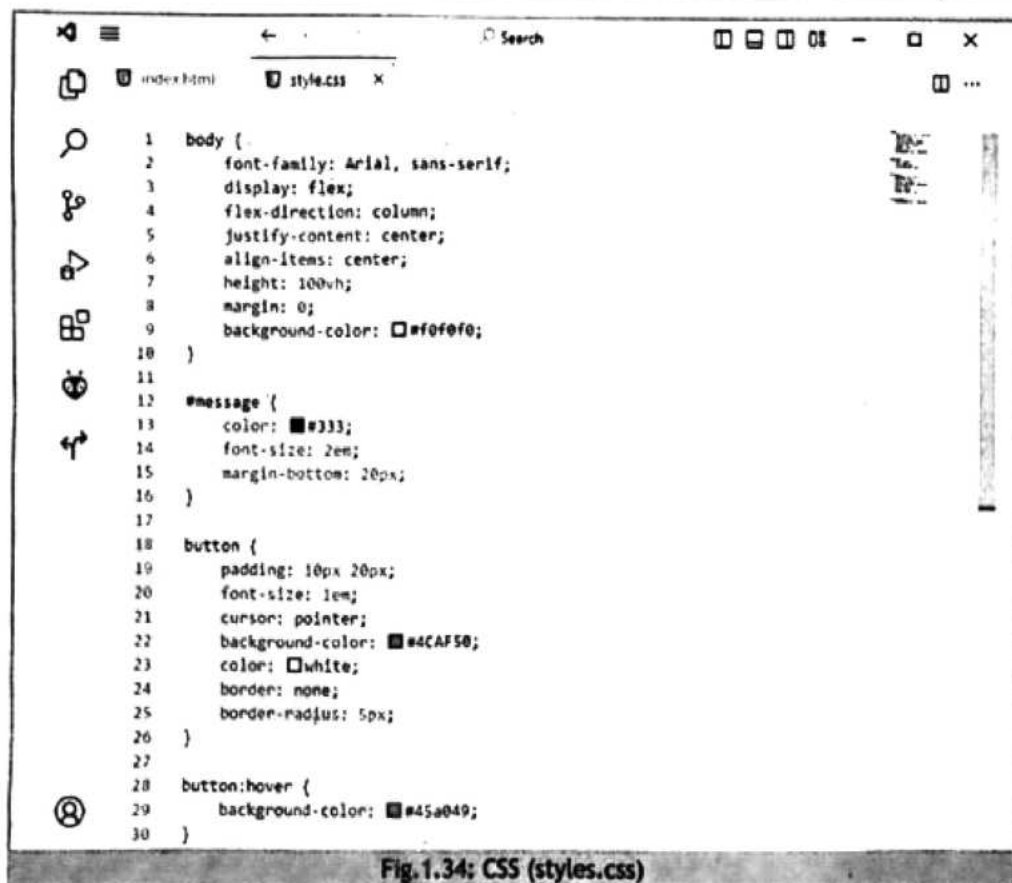 Search
index.html style.css ×
1 body {
2 font-family: Arial, sans-serif;
3 display: flex;
4 flex-direction: column;
5 justify-content: center;
6 align-items: center;
7 height: 100vh;
8 margin: 0;
9 background-color: #f0f0f0;
10 }
11
12 #message {
13 color: #333;
14 font-size: 2em;
15 margin-bottom: 20px;
16 }
17
18 button {
19 padding: 10px 20px;
20 font-size: 1em;
21 cursor: pointer;
22 background-color: #4CAF50;
23 color: white;
24 border: none;
25 border-radius: 5px;
26 }
27
28 button:hover {
29 background-color: #45a049;
30 }
Fig.1.34: CSS (styles.css)